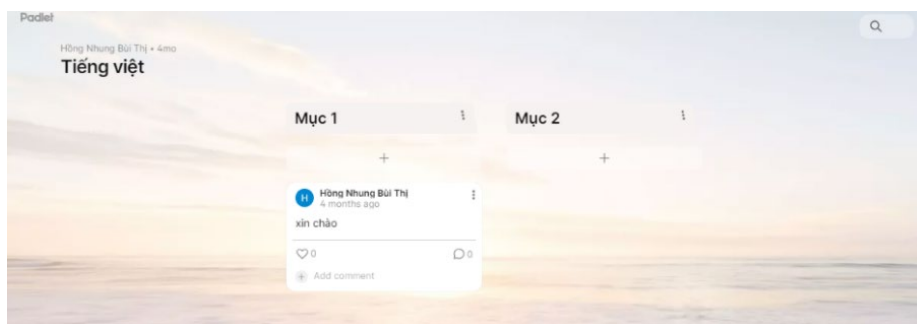 Padlet
Hồng Nhung Bùi Thị • 4mo
Tiếng việt
Mục 1
Mục 2
Hồng Nhung Bùi Thị
4 months ago
H
xin chào
0
0
Add comment